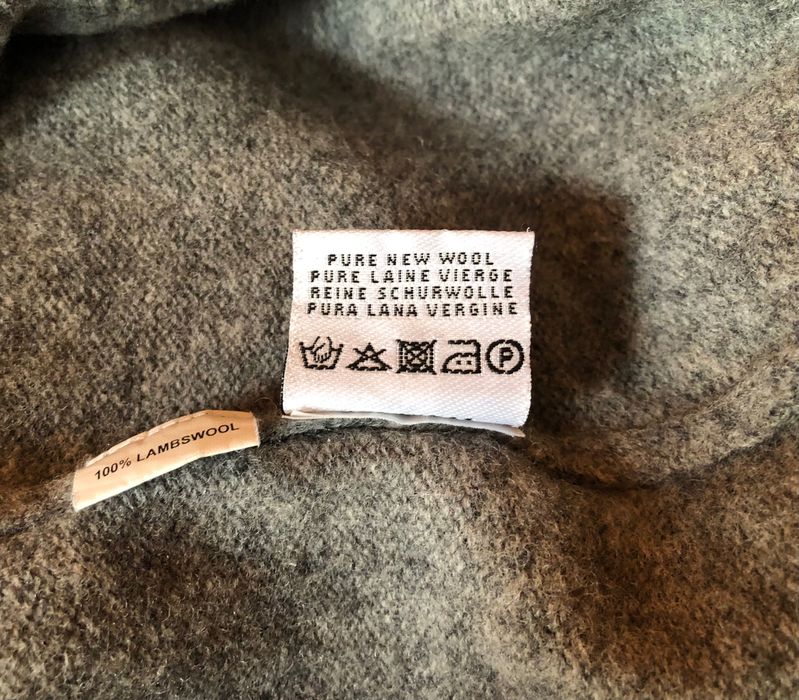 PURE NEW WOOL
PURE LAINE VIERGE
REINE SCHURWOLLE
PURA LANA VERGINE
P
100% LAMBSWOOL